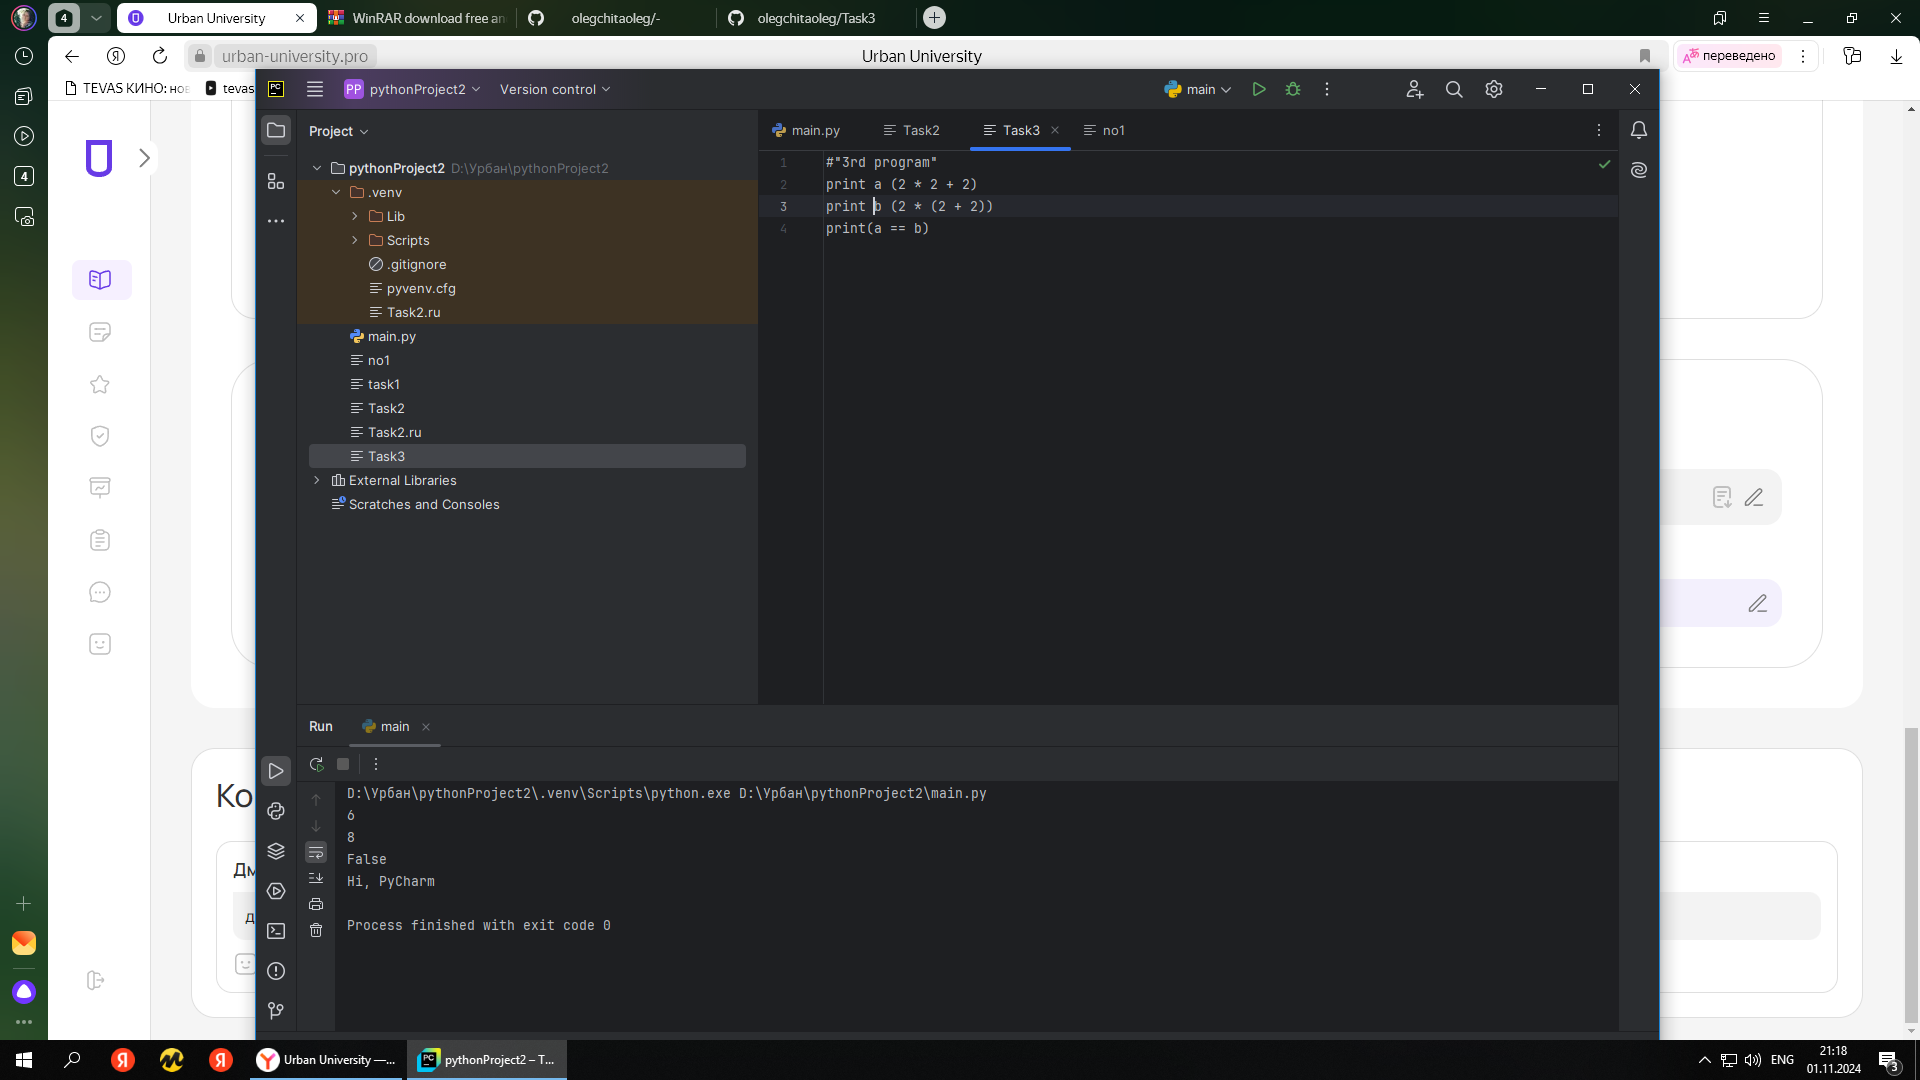 4
Urban University
WinRAR download free an
olegchitaoleg/-
olegchitaoleg/Task3
urban-university.pro
Urban University
переведено
TEVAS КИНО: нов
tevas
PC
PP
pythonProject2
Version control
main
Project
main.py
Task2
Task3
no1
pythonProject2 D:\Урбан\pythonProject2
.venv
Lib
Scripts
.gitignore
pyvenv.cfg
Task2.ru
main.py
no1
task1
Task2
Task2.ru
Task3
External Libraries
Scratches and Consoles
1 #"3rd program"
2 print a (2 * 2 + 2)
3 print b (2 * (2 + 2))
4 print(a == b)
4
Run
main
D:\Урбан\pythonProject2\.venv\Scripts\python.exe D:\Урбан\pythonProject2\main.py
6
8
False
Hi, PyCharm
Process finished with exit code 0
Ко
Дм
Д
Urban University —...
PC
pythonProject2 – T...
ENG
21:18
01.11.2024
3